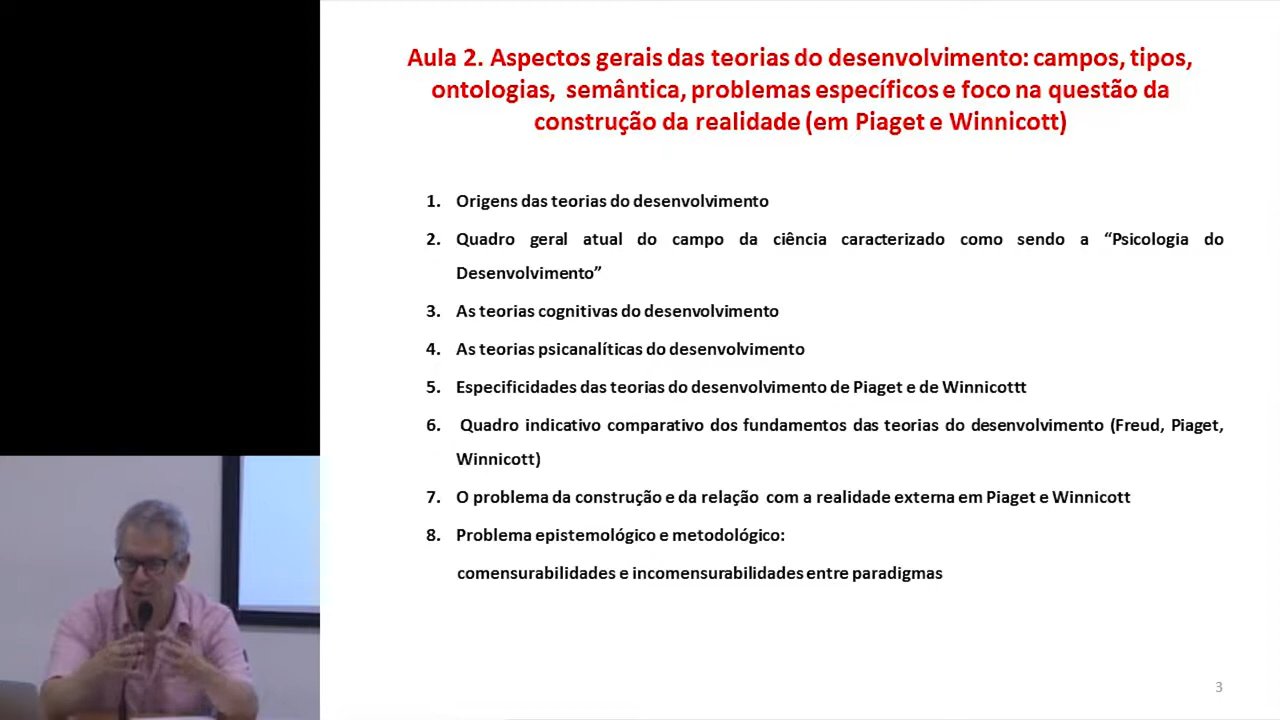 Aula 2. Aspectos gerais das teorias do desenvolvimento: campos, tipos,
ontologias, semântica, problemas específicos e foco na questão da
construção da realidade (em Piaget e Winnicott)
1. Origens das teorias do desenvolvimento
2. Quadro geral atual do campo da ciência caracterizado como sendo a “Psicologia do
Desenvolvimento”
3. As teorias cognitivas do desenvolvimento
4. As teorias psicanalíticas do desenvolvimento
5. Especificidades das teorias do desenvolvimento de Piaget e de Winnicottt
6. Quadro indicativo comparativo dos fundamentos das teorias do desenvolvimento (Freud, Piaget,
Winnicott)
7. O problema da construção e da relação com a realidade externa em Piaget e Winnicott
8. Problema epistemológico e metodológico:
comensurabilidades e incomensurabilidades entre paradigmas
3